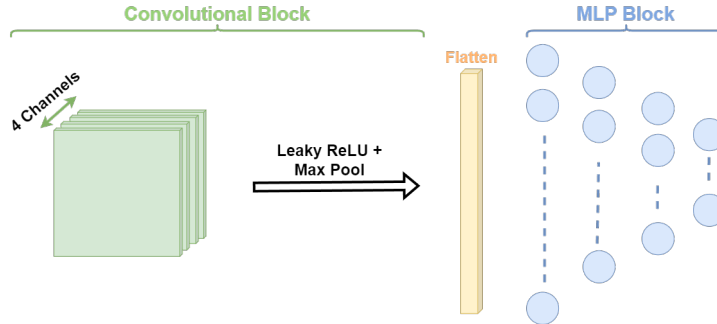 Convolutional Block
MLP Block
Flatten
4 Channels
Leaky ReLU +
Max Pool